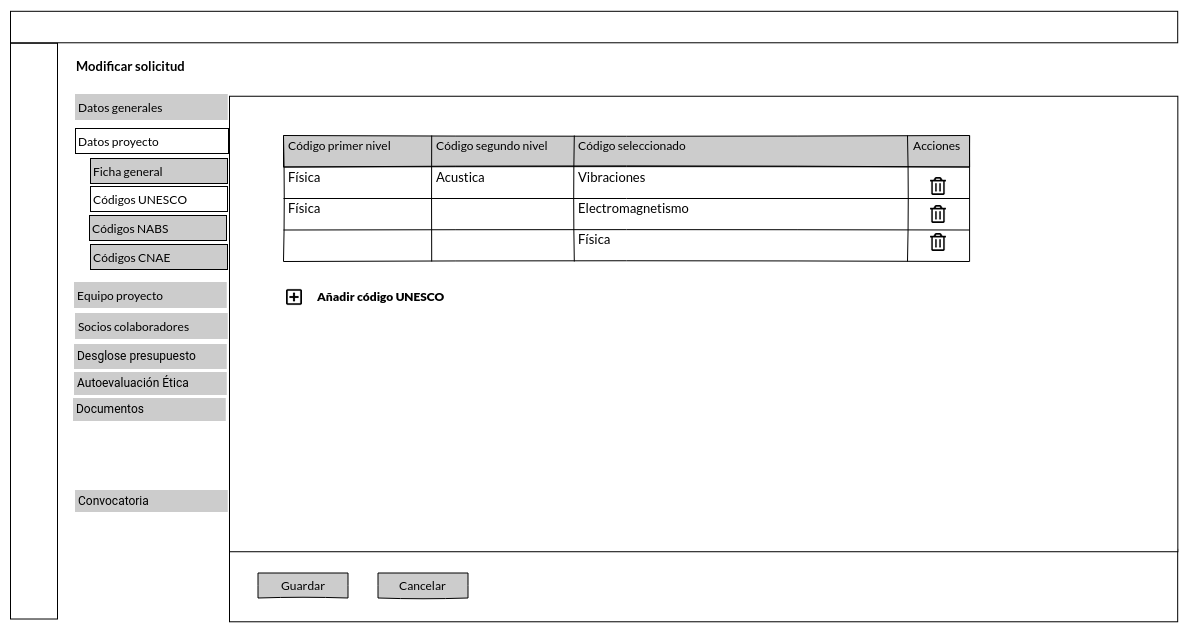 Modificar solicitud
Datos generales
Datos proyecto
Ficha general
Códigos UNESCO
Códigos NABS
Códigos CNAE
Equipo proyecto
Socios colaboradores
Desglose presupuesto
Autoevaluación Ética
Documentos
Convocatoria
Código primer nivel Código segundo nivel Código seleccionado Acciones
Física Acustica Vibraciones
Física Electromagnetismo
Física
Añadir código UNESCO
Guardar Cancelar